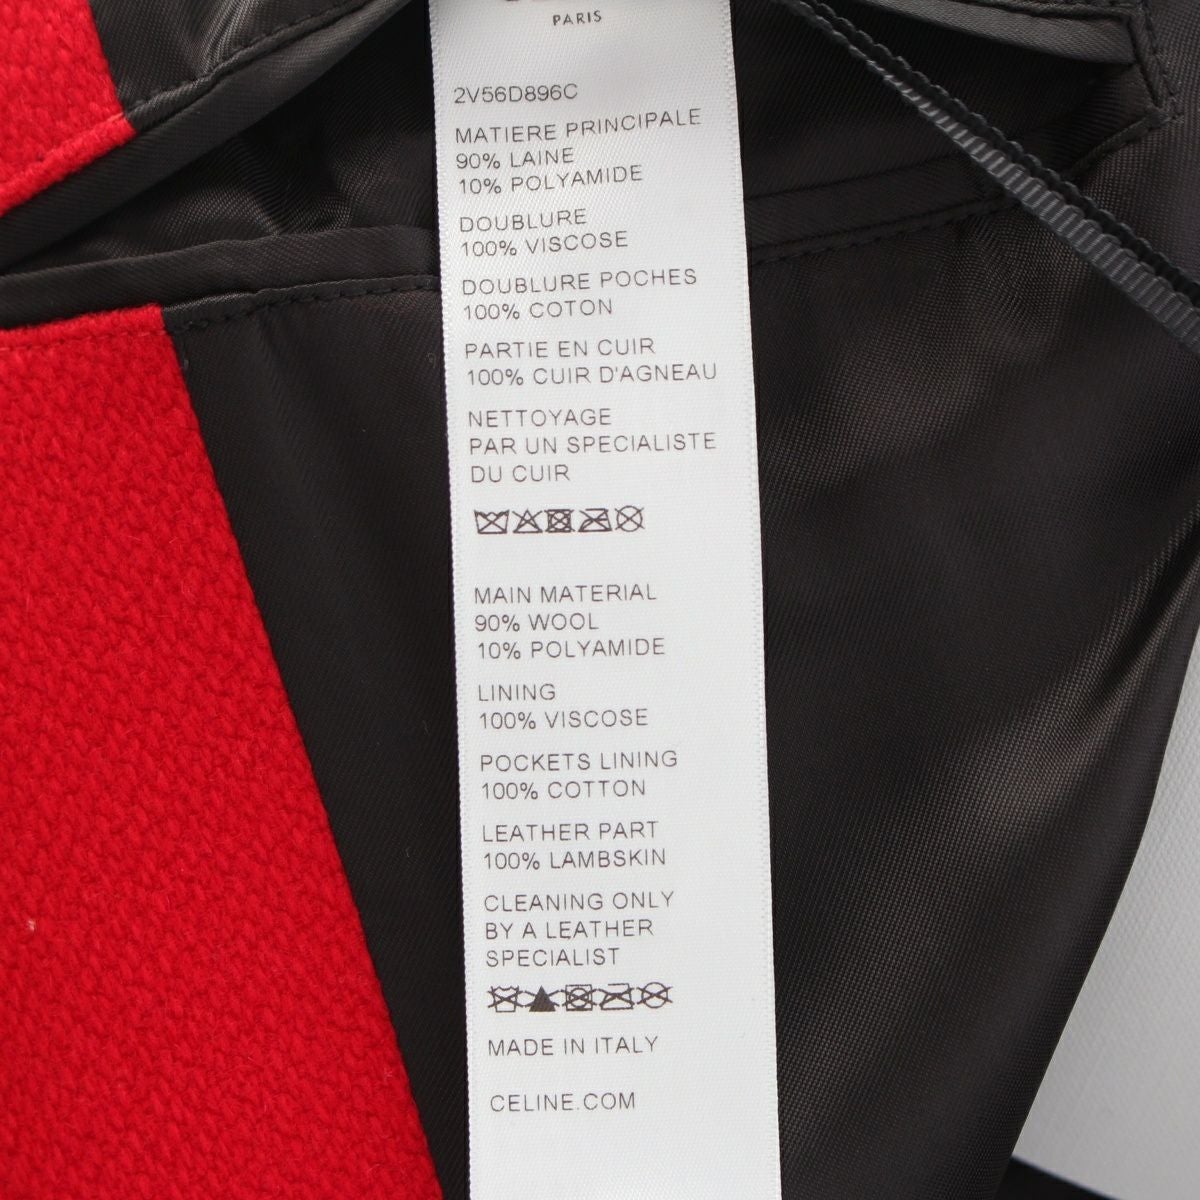 PARIS
2V56D896C
MATIERE PRINCIPALE
90% LAINE
10% POLYAMIDE
DOUBLURE
100% VISCOSE
DOUBLURE POCHES
100% COTON
PARTIE EN CUIR
100% CUIR D'AGNEAU
NETTOYAGE
PAR UN SPECIALISTE
DU CUIR
MAIN MATERIAL
90% WOOL
10% POLYAMIDE
LINING
100% VISCOSE
POCKETS LINING
100% COTTON
LEATHER PART
100% LAMBSKIN
CLEANING ONLY
BY A LEATHER
SPECIALIST
MADE IN ITALY
CELINE.COM